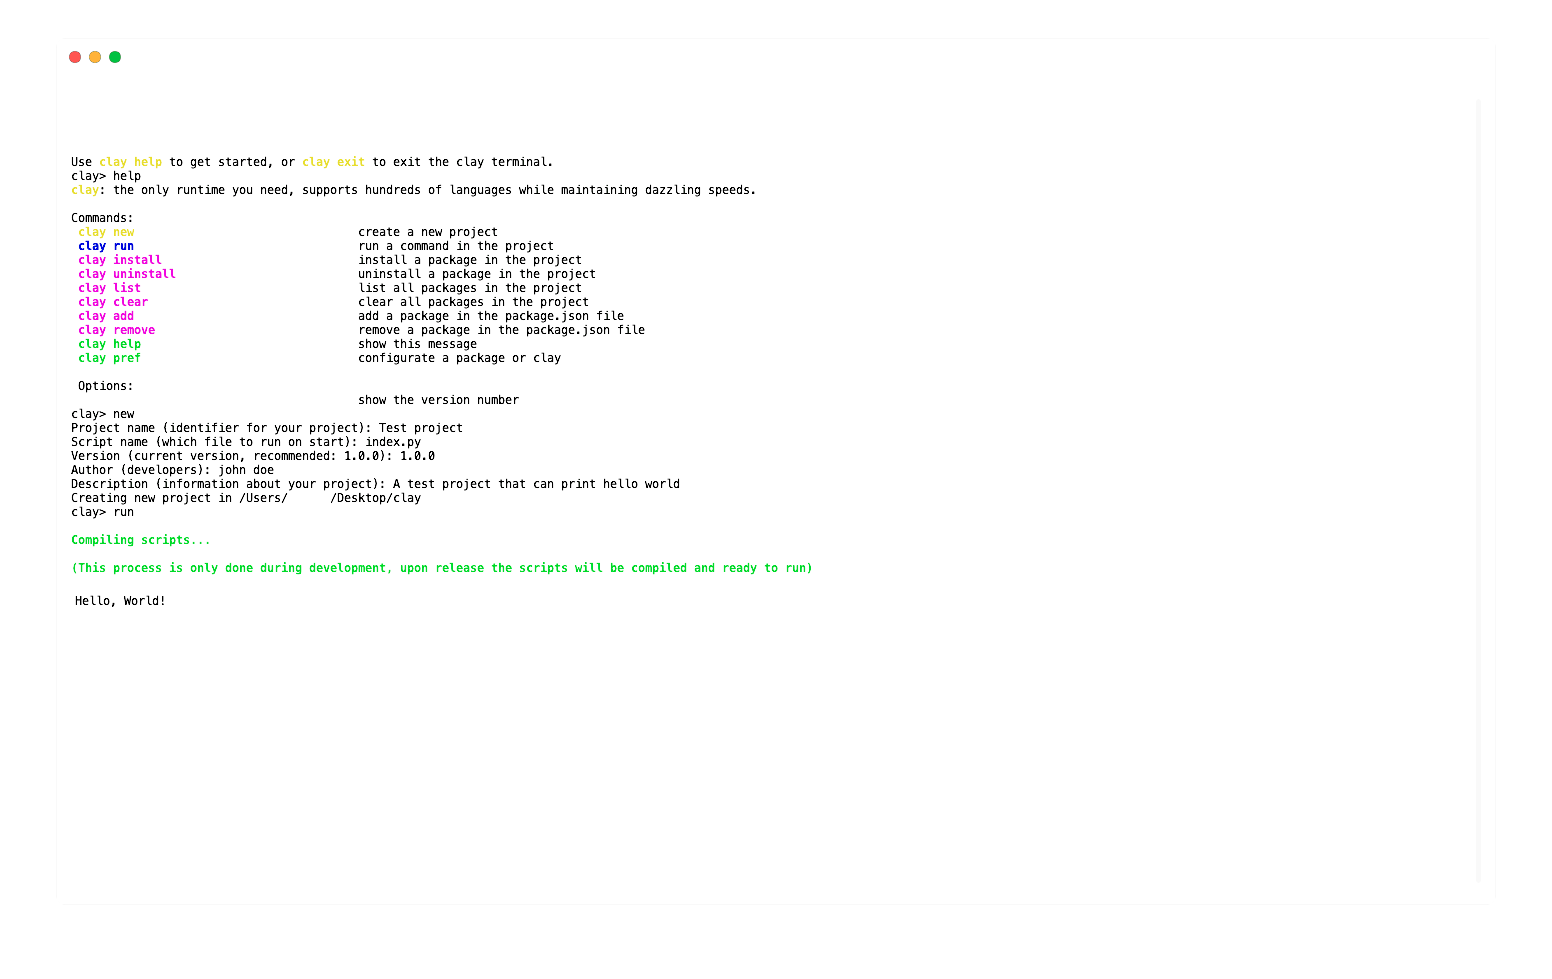 Use clay help to get started, or clay exit to exit the clay terminal.
clay> help
clay: the only runtime you need, supports hundreds of languages while maintaining dazzling speeds.
Commands:
clay new create a new project
clay run run a command in the project
clay install install a package in the project
clay uninstall uninstall a package in the project
clay list list all packages in the project
clay clear clear all packages in the project
clay add add a package in the package.json file
clay remove remove a package in the package.json file
clay help show this message
clay pref configurate a package or clay
Options:
show the version number
clay> new
Project name (identifier for your project): Test project
Script name (which file to run on start): index.py
Version (current version, recommended: 1.0.0): 1.0.0
Author (developers): john doe
Description (information about your project): A test project that can print hello world
Creating new project in /Users/ /Desktop/clay
clay> run
Compiling scripts...
(This process is only done during development, upon release the scripts will be compiled and ready to run)
Hello, World!